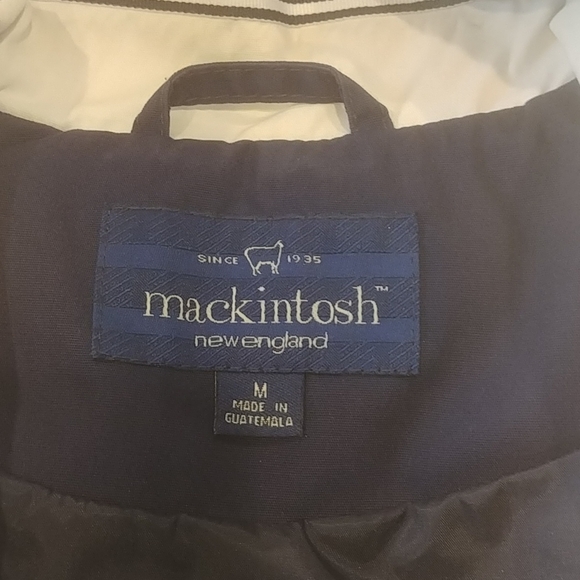 SINCE 1935
mackintosh™
newengland
M
MADE IN
GUATEMALA